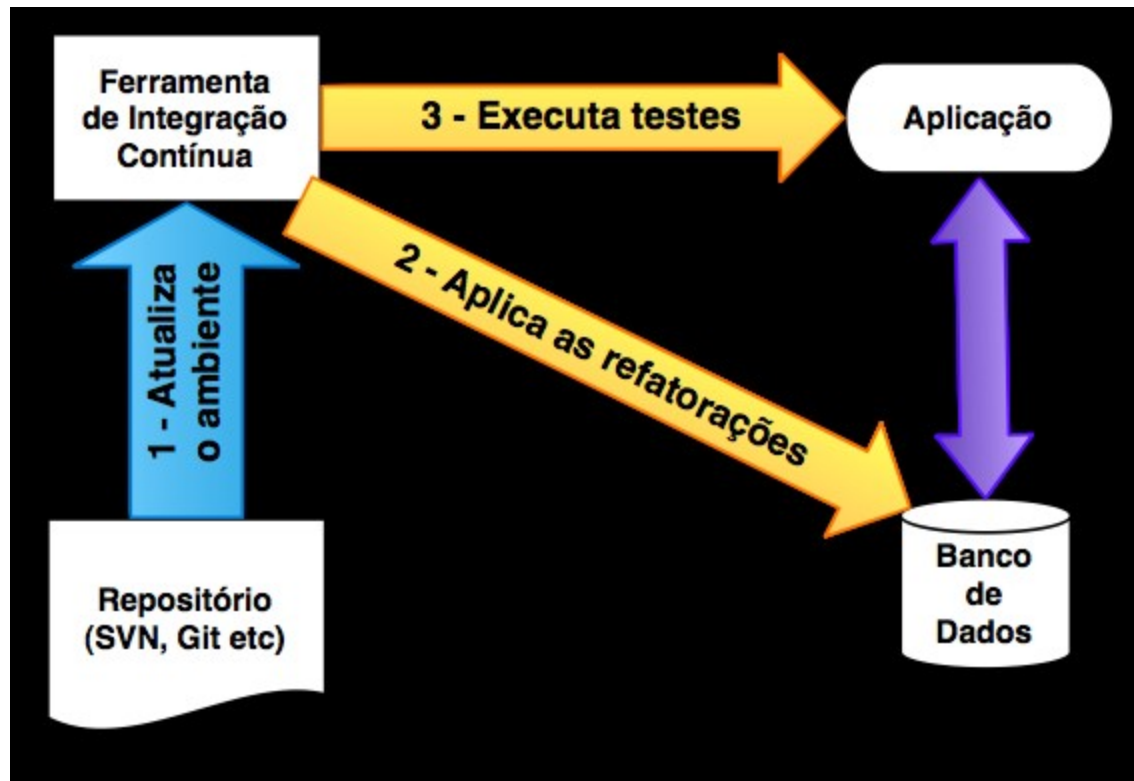 Ferramenta
de Integração
Contínua
3 - Executa testes
Aplicação
2 - Aplica as refatorações
1 - Atualiza
o ambiente
Repositório
(SVN, Git etc)
Banco
de
Dados